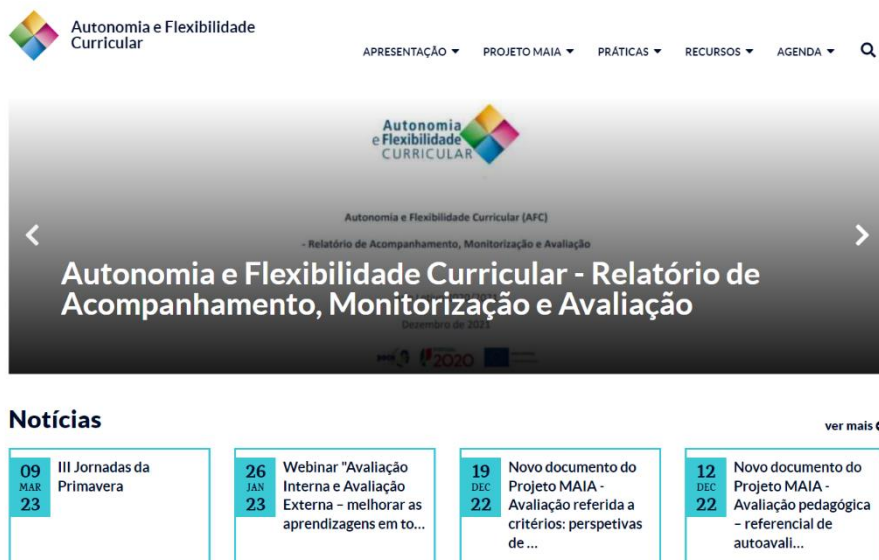 Autonomia e Flexibilidade
Curricular
APRESENTAÇÃO
PROJETO MAIA
PRÁTICAS
RECURSOS
AGENDA
Autonomia
e Flexibilidade
CURRICULAR
Autonomia e Flexibilidade Curricular (AFC)
- Relatório de Acompanhamento, Monitorização e Avaliação
Autonomia e Flexibilidade Curricular - Relatório de
Acompanhamento, Monitorização e Avaliação
Dezembro de 2021
2020
Notícias
ver mais
09
MAR
23
III Jornadas da
Primavera
26
JAN
23
Webinar "Avaliação
Interna e Avaliação
Externa – melhorar as
aprendizagens em to...
19
DEC
22
Novo documento do
Projeto MAIA -
Avaliação referida a
critérios: perspetivas
de ...
12
DEC
22
Novo documento do
Projeto MAIA -
Avaliação pedagógica
– referencial de
autoavali...